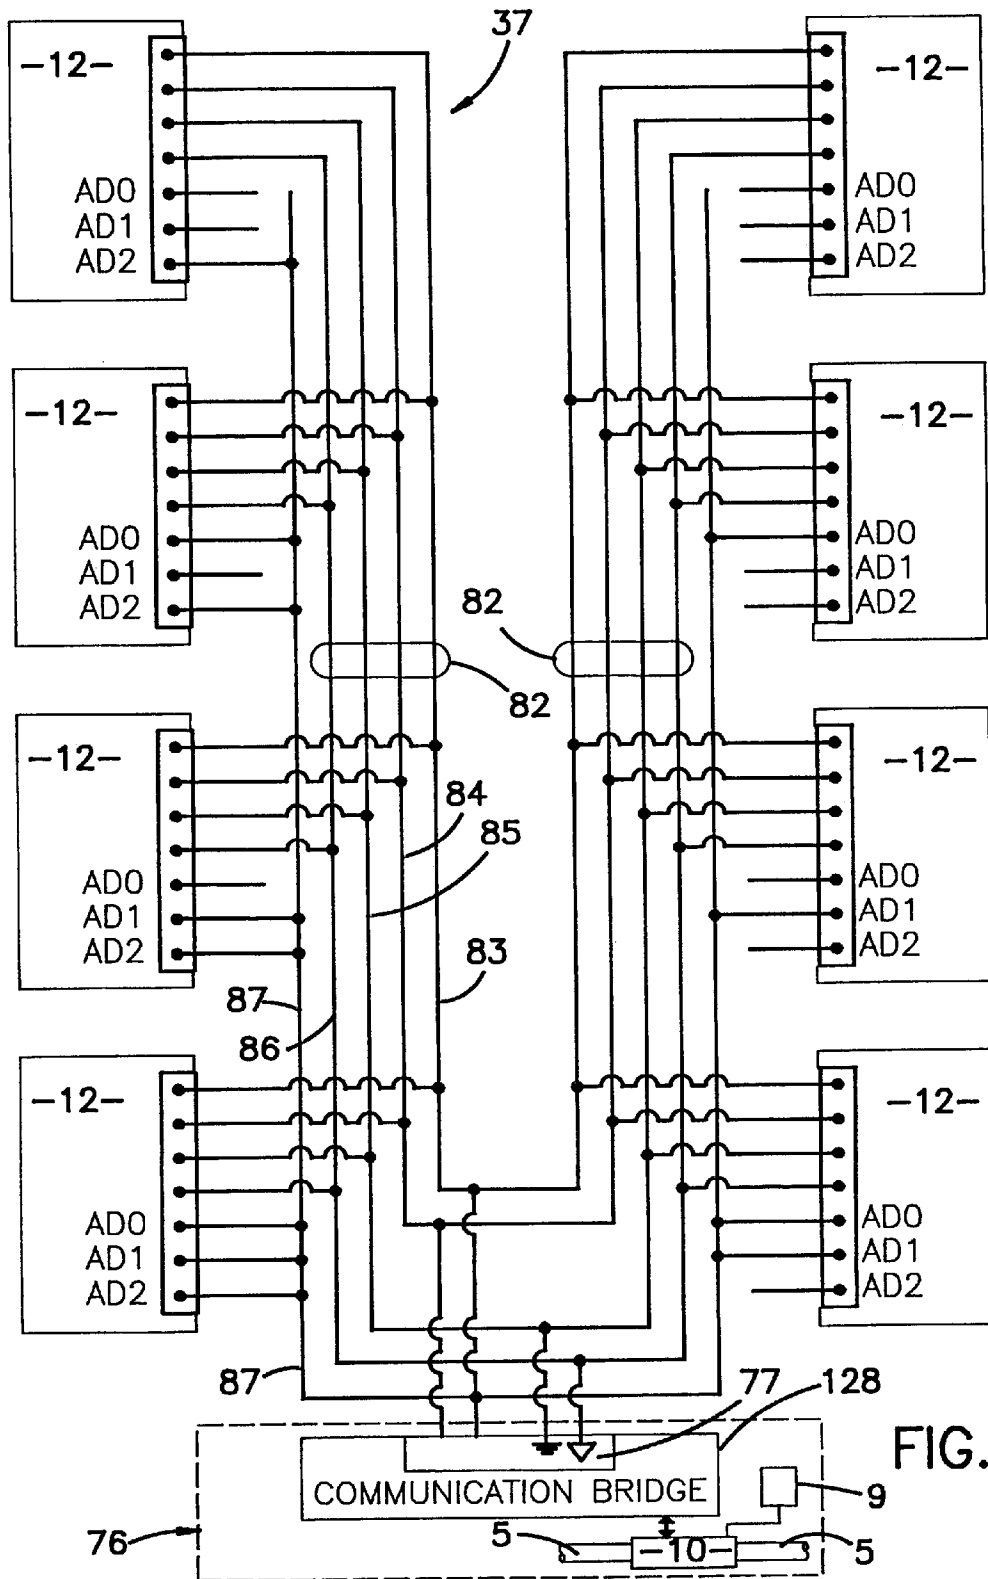 37
-12-
AD0
AD1
AD2
-12-
AD0
AD1
AD2
-12-
AD0
AD1
AD2
-12-
AD0
AD1
AD2
82
82
-12-
84
85
AD0
AD1
AD2
83
87
86
-12-
AD0
AD1
AD2
-12-
AD0
AD1
AD2
-12-
AD0
AD1
AD2
87
77
128
FIG.
COMMUNICATION BRIDGE
9
76
5
-10-
5